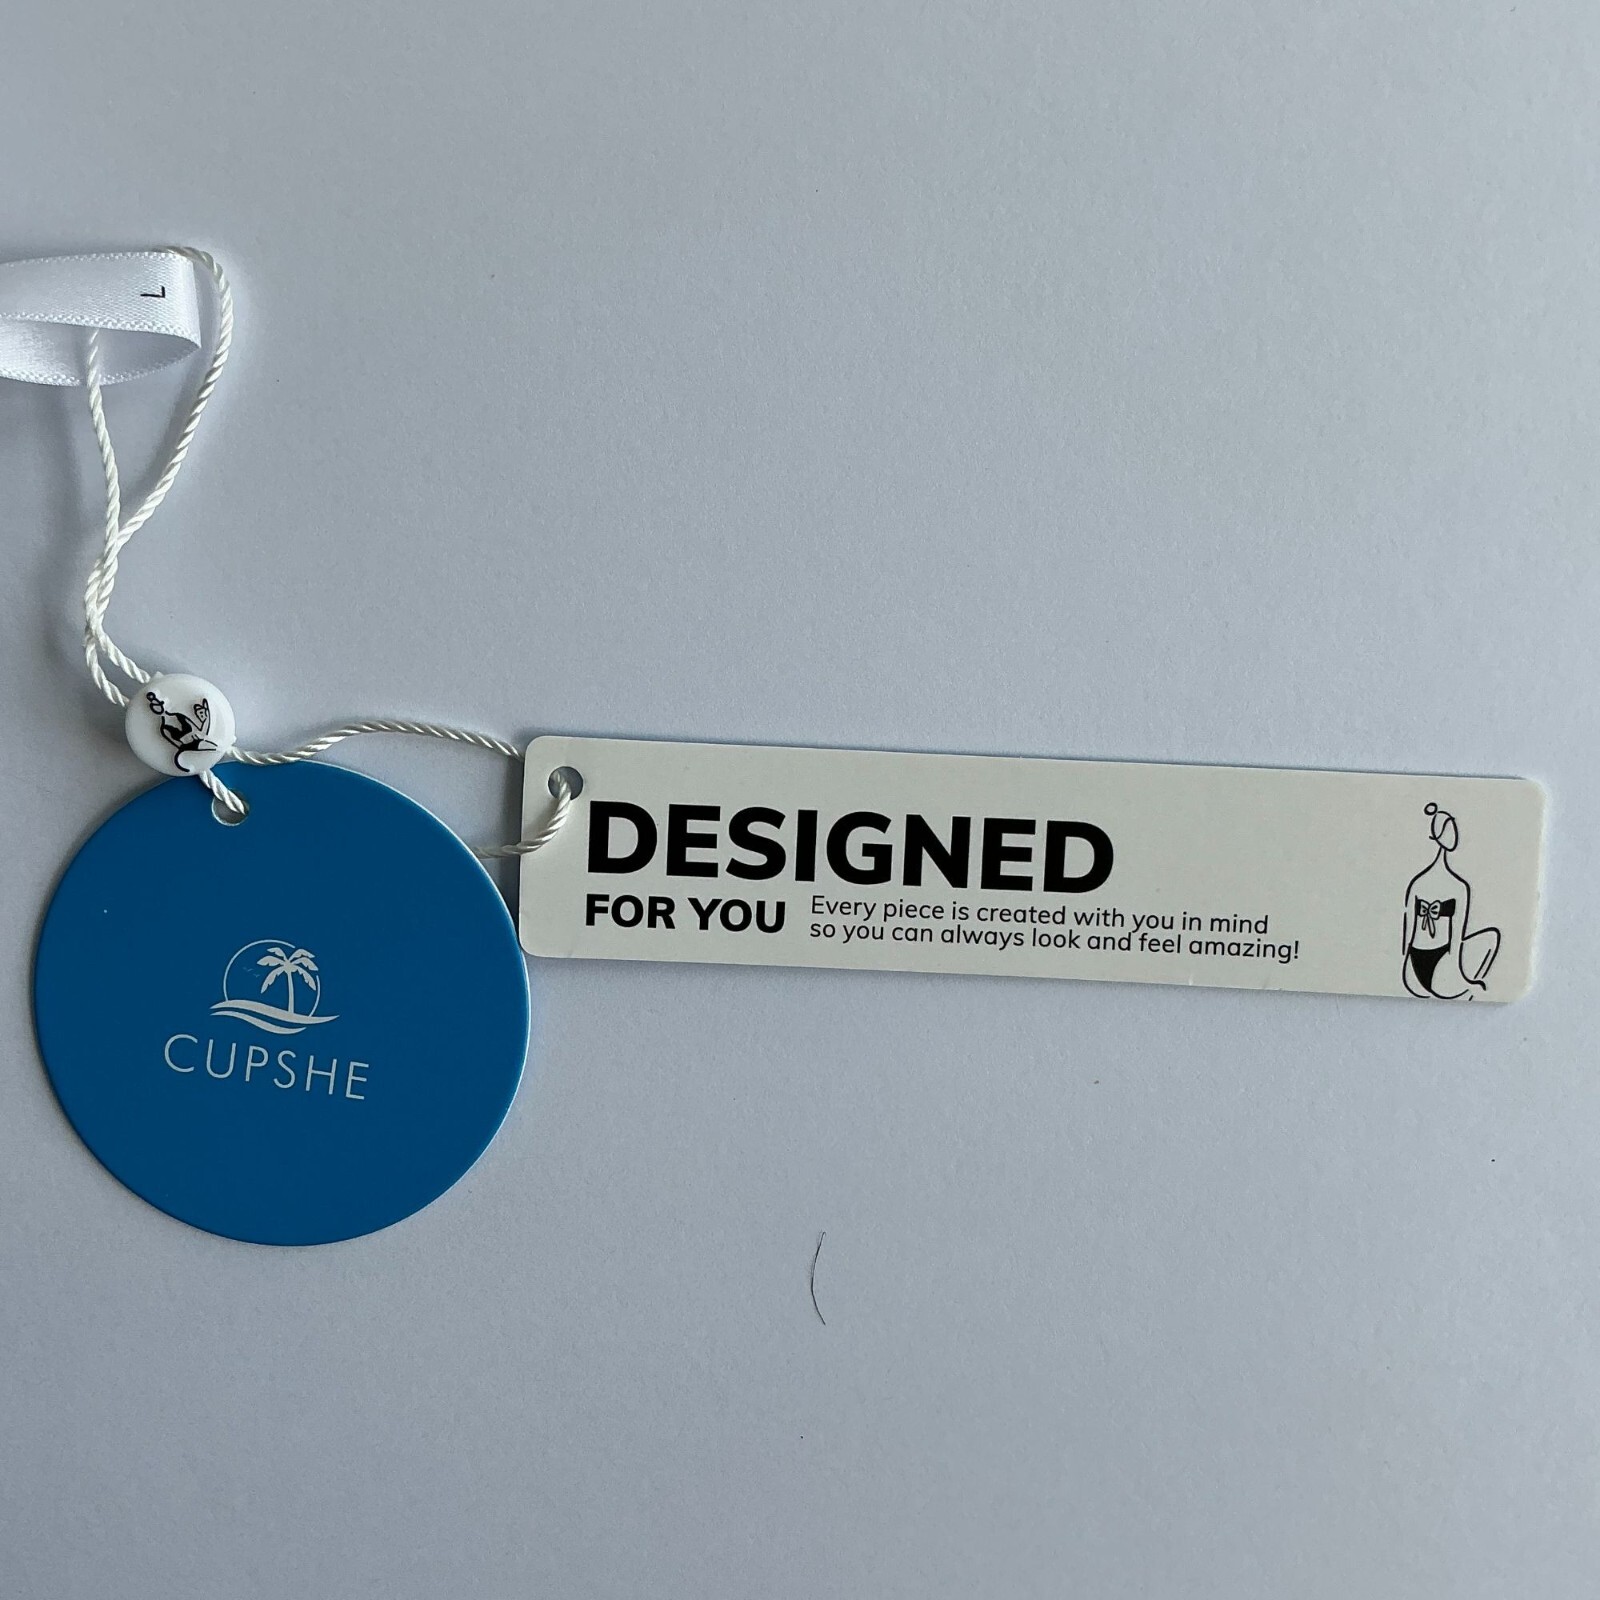 L
CUPSHE
DESIGNED
FOR YOU
Every piece is created with you in mind
so you can always look and feel amazing!